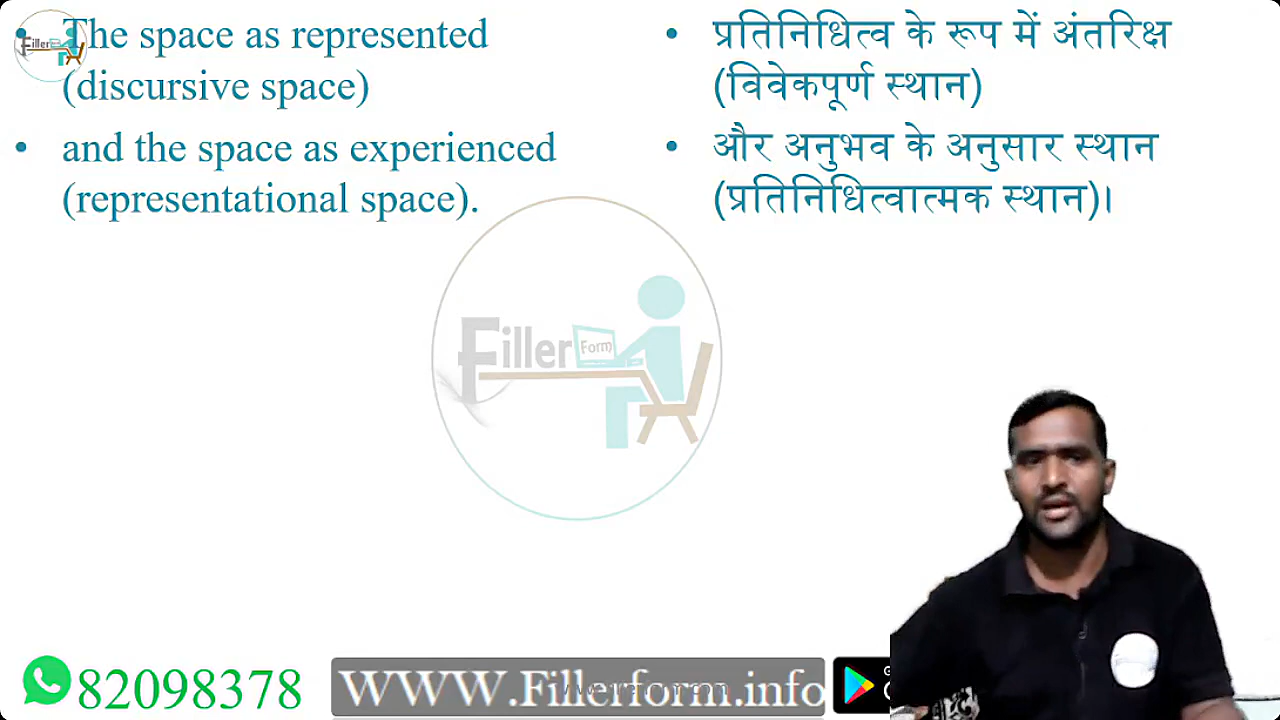 • The space as represented
(discursive space)
• and the space as experienced
(representational space).
• प्रतिनिधित्व के रूप में अंतरिक्ष
(विवेकपूर्ण स्थान)
• और अनुभव के अनुसार स्थान
(प्रतिनिधित्वात्मक स्थान)।
Filler
Form
82098378
WWW.Fillerform.info